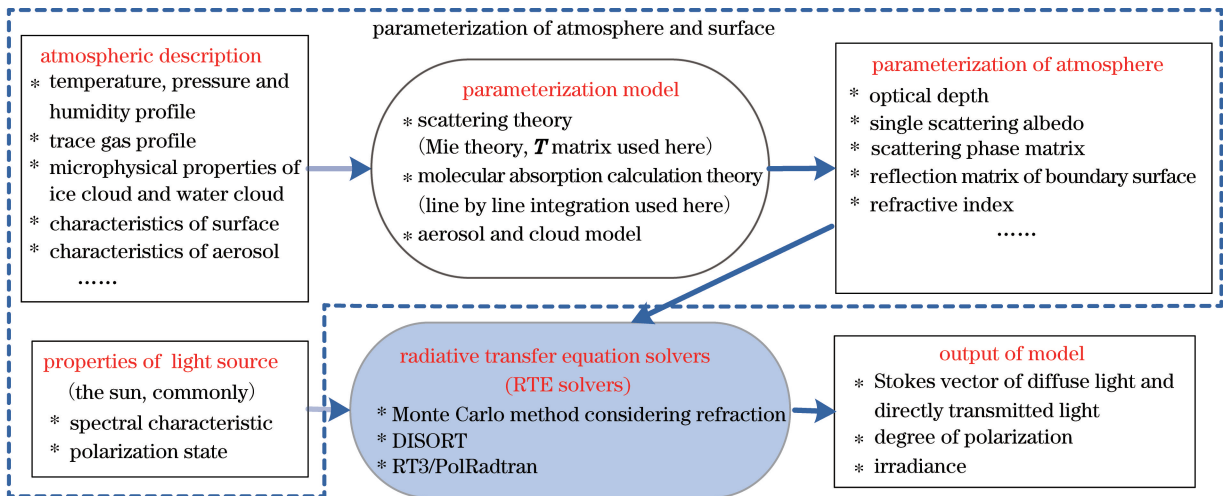 parameterization of atmosphere and surface
atmospheric description
* temperature, pressure and
humidity profile
* trace gas profile
* microphysical properties of
ice cloud and water cloud
* characteristics of surface
* characteristics of aerosol
……
parameterization model
* scattering theory
(Mie theory, T matrix used here)
* molecular absorption calculation theory
(line by line integration used here)
* aerosol and cloud model
parameterization of atmosphere
* optical depth
* single scattering albedo
* scattering phase matrix
* reflection matrix of boundary surface
* refractive index
……
properties of light source
(the sun, commonly)
* spectral characteristic
* polarization state
radiative transfer equation solvers
(RTE solvers)
* Monte Carlo method considering refraction
* DISORT
* RT3/PolRadtran
output of model
* Stokes vector of diffuse light and
directly transmitted light
* degree of polarization
* irradiance